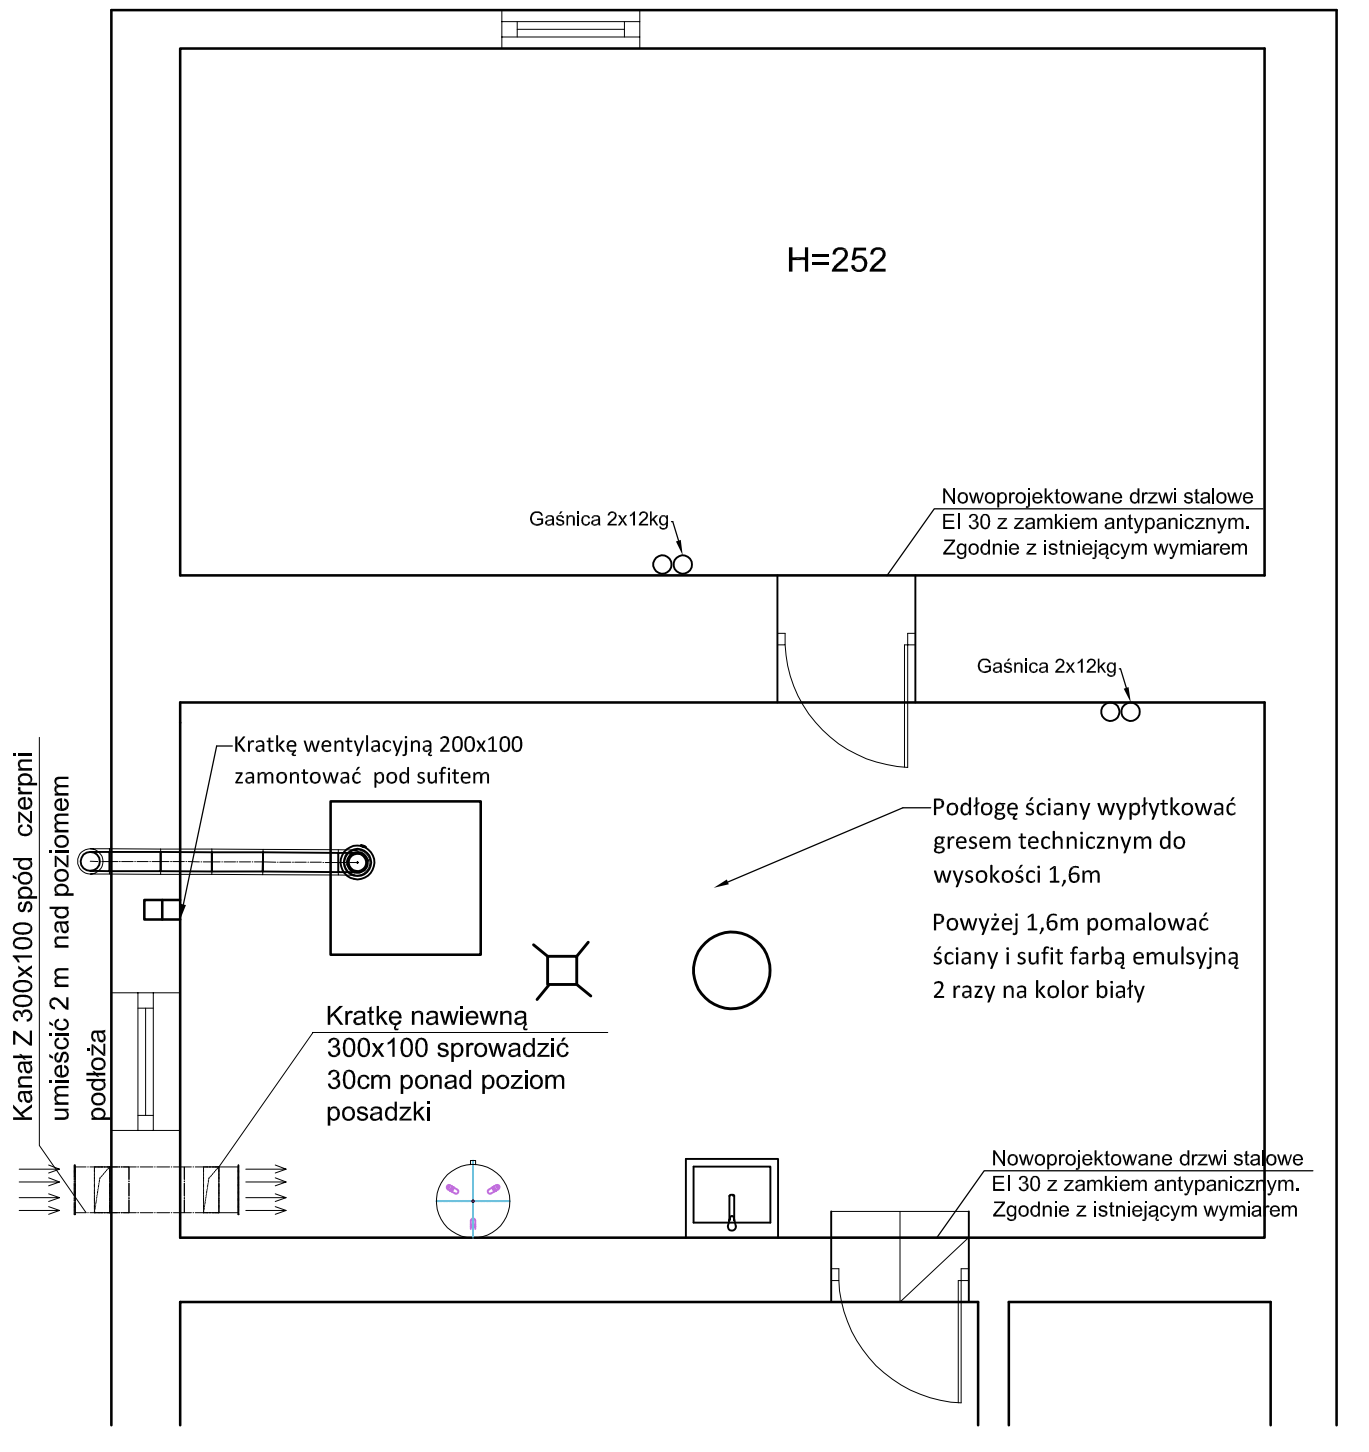 H=252
Nowoprojektowane drzwi stalowe
EI 30 z zamkiem antypanicznym.
Zgodnie z istniejącym wymiarem
Gaśnica 2x12kg
Gaśnica 2x12kg
Kratkę wentylacyjną 200x100
zamontować pod sufitem
Kanał Z 300x100 spód czerpni
umieścić 2 m nad poziomem
podłoża
Podłogę ściany wypłytkować
gresem technicznym do
wysokości 1,6m
Powyżej 1,6m pomalować
ściany i sufit farbą emulsyjną
2 razy na kolor biały
Kratkę nawiewną
300x100 sprowadzić
30cm ponad poziom
posadzki
Nowoprojektowane drzwi stalowe
EI 30 z zamkiem antypanicznym.
Zgodnie z istniejącym wymiarem